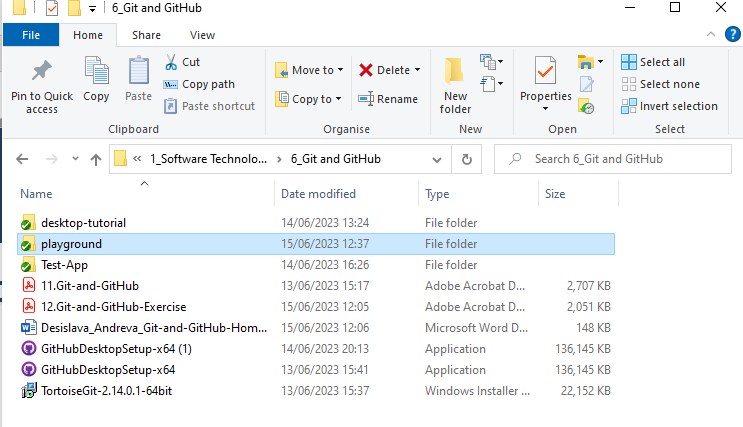 6_Git and GitHub
File Home Share View
Pin to Quick access
Copy
Paste
Cut
Copy path
Paste shortcut
Clipboard
Move to
Copy to
Delete
Rename
Organise
New folder
New
Properties
Open
Select all
Select none
Invert selection
Select
« 1_Software Technolo... > 6_Git and GitHub
Search 6_Git and GitHub
Name Date modified Type Size
desktop-tutorial 14/06/2023 13:24 File folder
playground 15/06/2023 12:37 File folder
Test-App 14/06/2023 16:26 File folder
11.Git-and-GitHub 13/06/2023 15:17 Adobe Acrobat D... 2,707 KB
12.Git-and-GitHub-Exercise 15/06/2023 12:05 Adobe Acrobat D... 2,051 KB
Desislava_Andreva_Git-and-GitHub-Hom... 15/06/2023 12:06 Microsoft Word D... 148 KB
GitHubDesktopSetup-x64 (1) 14/06/2023 20:13 Application 136,145 KB
GitHubDesktopSetup-x64 13/06/2023 15:41 Application 136,145 KB
TortoiseGit-2.14.0.1-64bit 13/06/2023 15:37 Windows Installer ... 22,152 KB